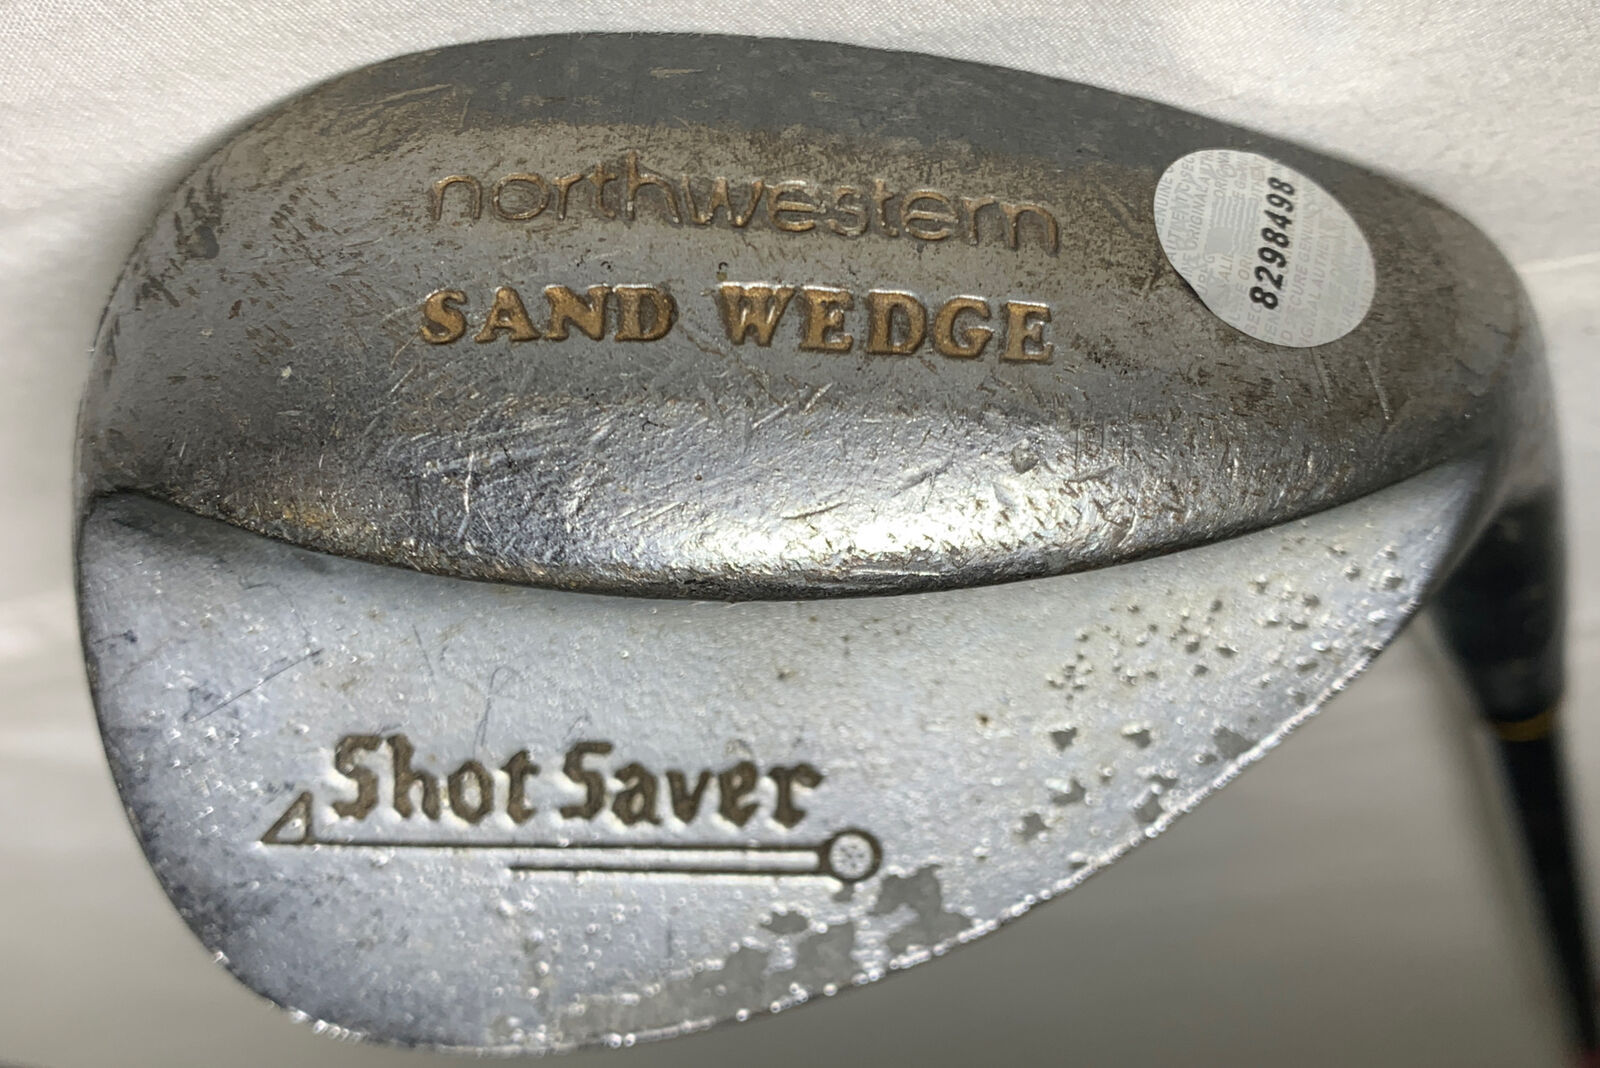 northwestern
SAND WEDGE
8298498
Shot Saver